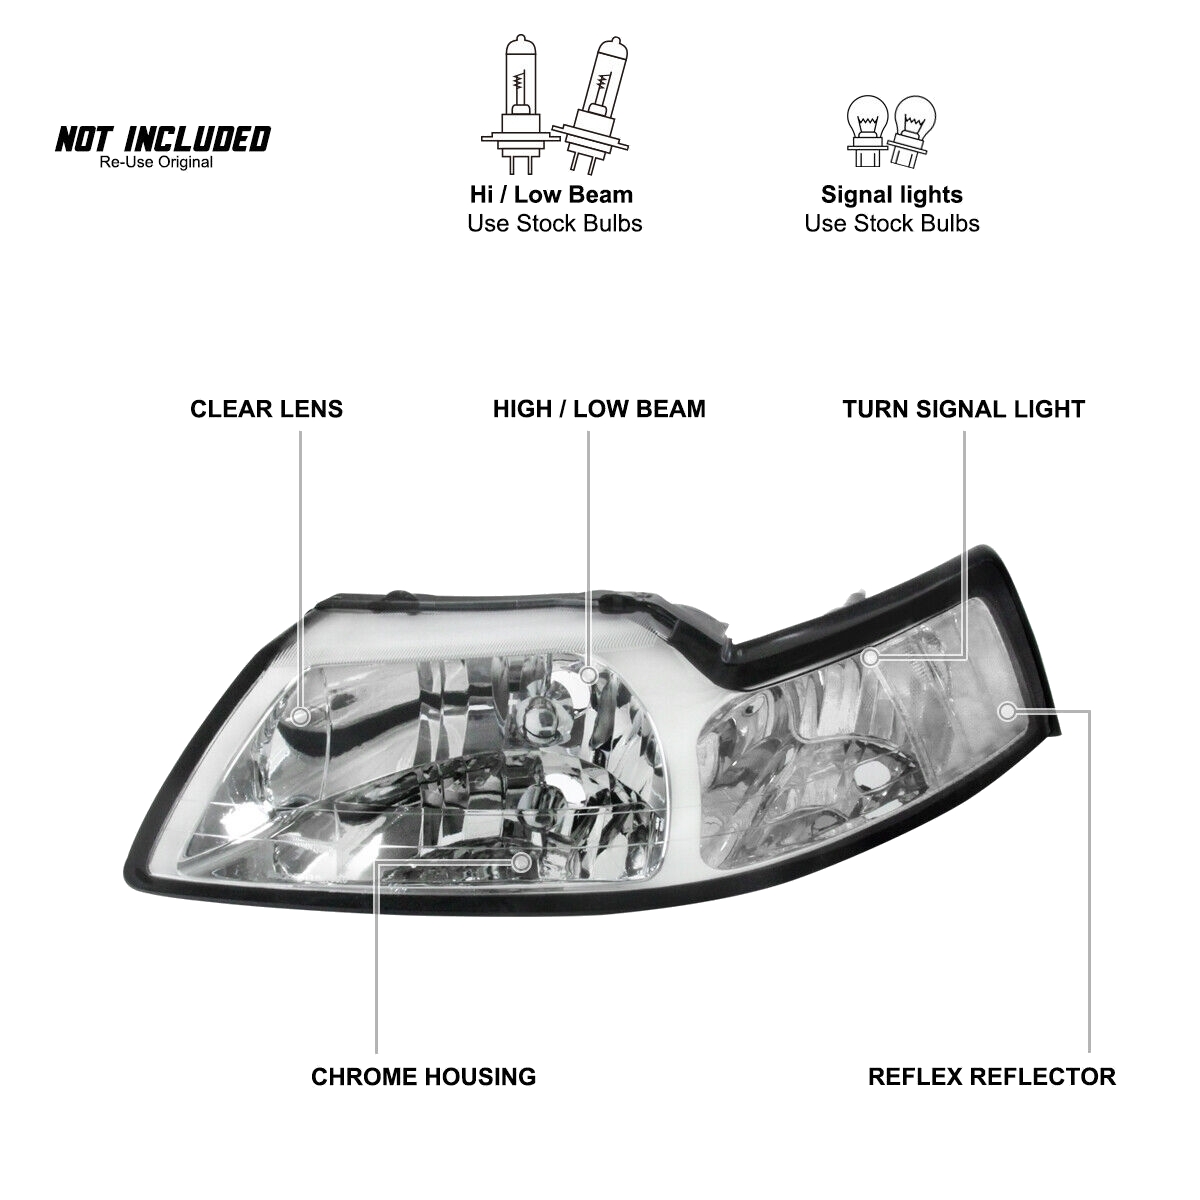 NOT INCLUDED
Re-Use Original
Hi / Low Beam
Use Stock Bulbs
Signal lights
Use Stock Bulbs
CLEAR LENS
HIGH / LOW BEAM
TURN SIGNAL LIGHT
CHROME HOUSING
REFLEX REFLECTOR